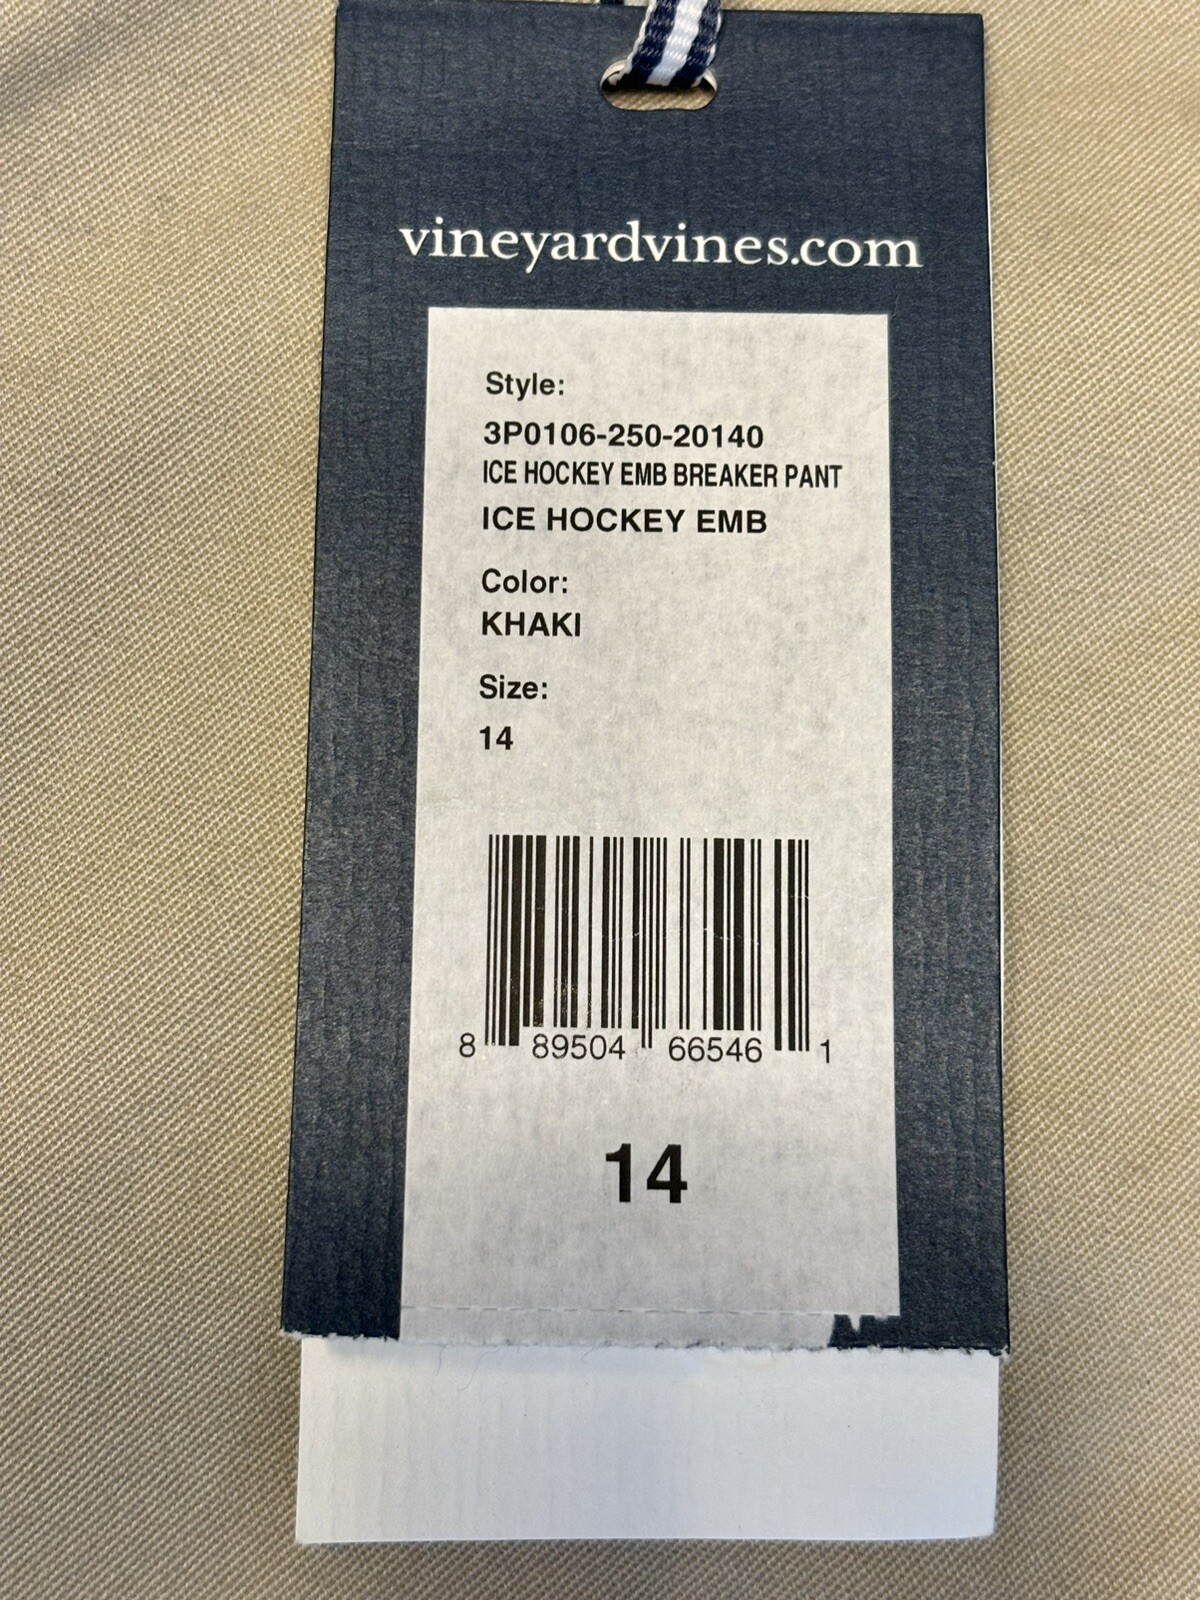 vineyardvines.com
Style:
3P0106-250-20140
ICE HOCKEY EMB BREAKER PANT
ICE HOCKEY EMB
Color:
KHAKI
Size:
14
8 89504 66546 1
14